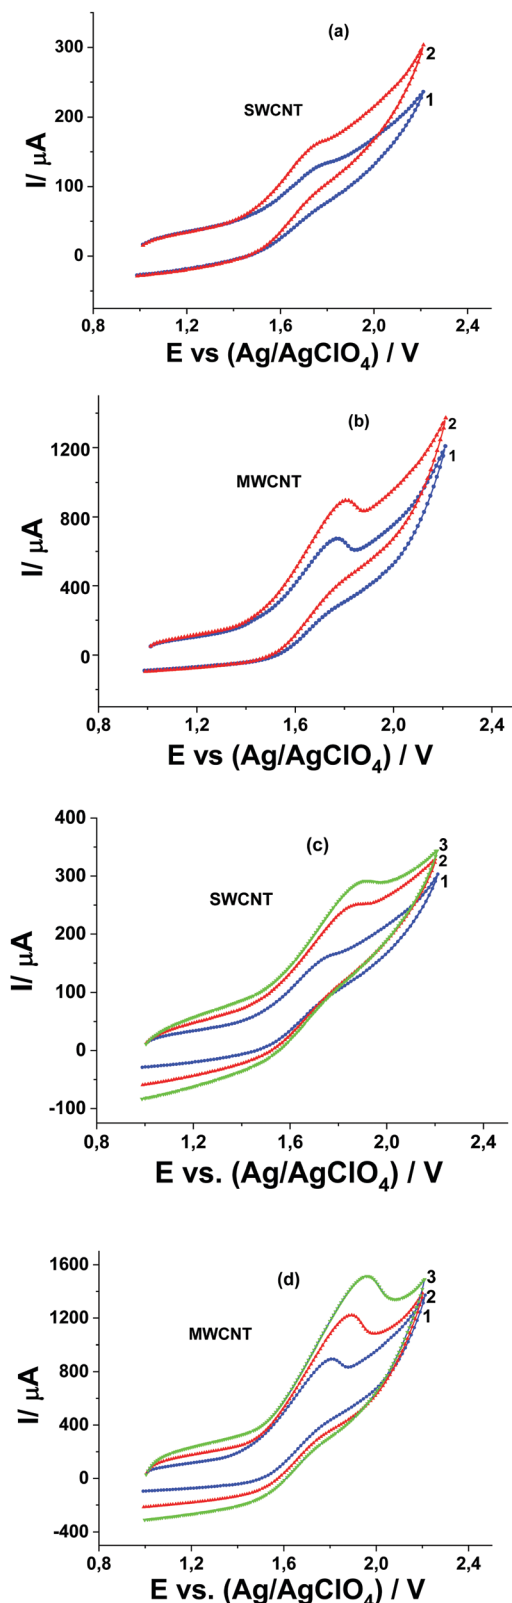 (a)
300
2
1
SWCNT
200
I/ μA
100
0
0,8 1,2 1,6 2,0 2,4
E vs (Ag/AgClO4) / V
(b)
2
1
1200
MWCNT
800
I/ μA
400
0
0,8 1,2 1,6 2,0 2,4
E vs (Ag/AgClO4) / V
400
(c)
3
2
1
300
SWCNT
200
I/ μA
100
0
-100
0,8 1,2 1,6 2,0 2,4
E vs. (Ag/AgClO4) / V
1600
(d)
3
2
1
1200
MWCNT
800
I/ μA
400
0
-400
0,8 1,2 1,6 2,0 2,4
E vs. (Ag/AgClO4) / V